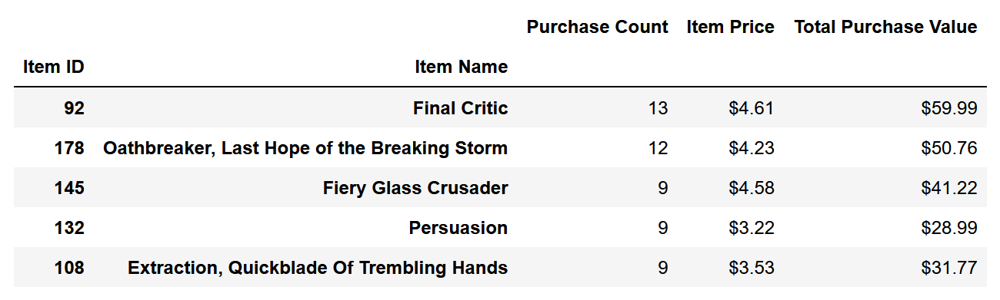 Purchase Count Item Price Total Purchase Value
Item ID Item Name
92 Final Critic 13 $4.61 $59.99
178 Oathbreaker, Last Hope of the Breaking Storm 12 $4.23 $50.76
145 Fiery Glass Crusader 9 $4.58 $41.22
132 Persuasion 9 $3.22 $28.99
108 Extraction, Quickblade Of Trembling Hands 9 $3.53 $31.77